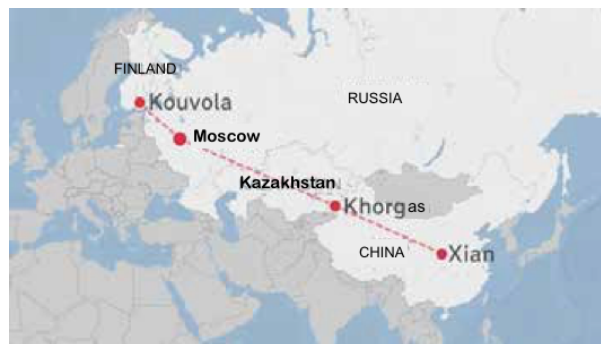 FINLAND
Kouvola
RUSSIA
Moscow
Kazakhstan
Khorgas
CHINA
Xian